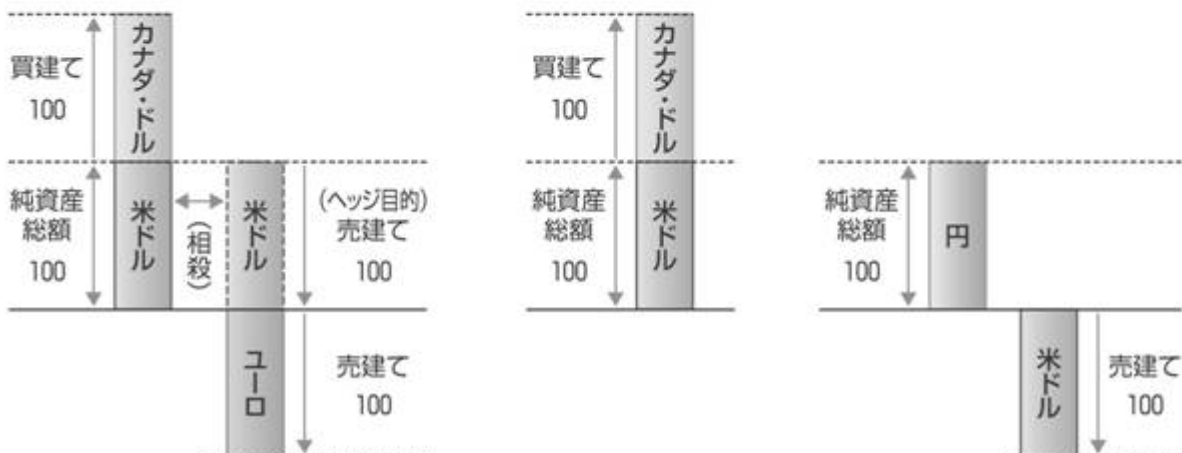 買建て
100
カナダ・ドル
純資産
総額
100
米ドル
(相殺)
米ドル
(ヘッジ目的)
売建て
100
ユーロ
売建て
100
買建て
100
カナダ・ドル
純資産
総額
100
米ドル
純資産
総額
100
円
米ドル
売建て
100